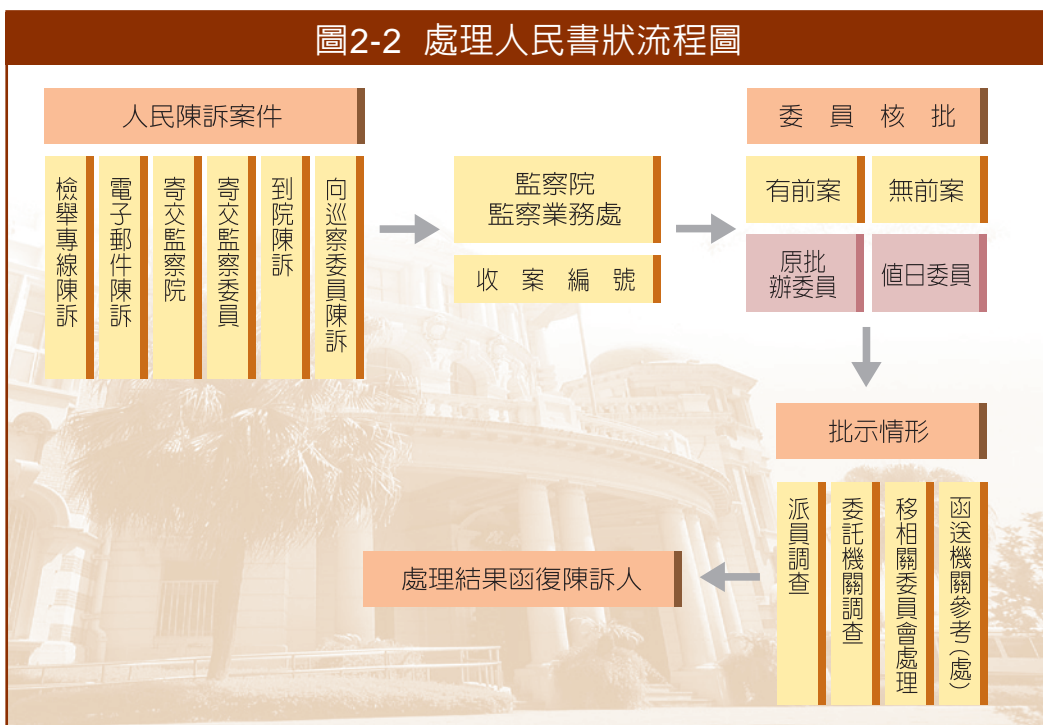 圖2-2 處理人民書狀流程圖
人民陳訴案件
檢舉專線陳訴
電子郵件陳訴
寄交監察院
寄交監察委員
到院陳訴
向巡察委員陳訴
監察院
監察業務處
收案編號
委員核批
有前案
無前案
原批
辦委員
值日委員
批示情形
派員調查
委託機關調查
移相關委員會處理
函送機關參考(處)
處理結果函復陳訴人